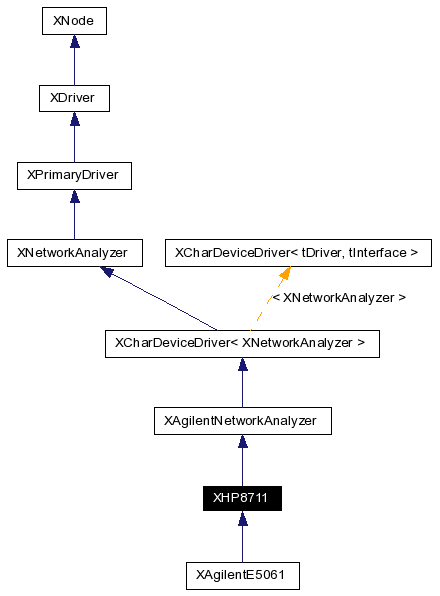 XNode
XDriver
XPrimaryDriver
XNetworkAnalyzer
XCharDeviceDriver< tDriver, tInterface >
< XNetworkAnalyzer >
XCharDeviceDriver< XNetworkAnalyzer >
XAgilentNetworkAnalyzer
XHP8711
XAgilentE5061